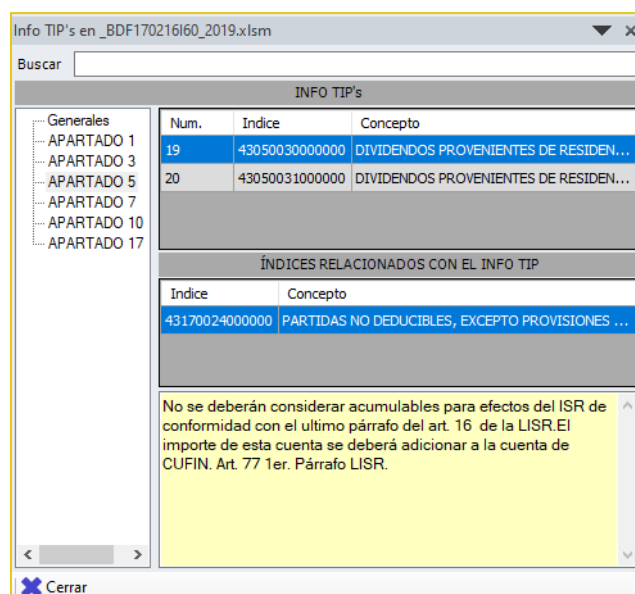 Info TIP's en _BDF170216I60_2019.xlsm
Buscar
INFO TIP's
Generales
APARTADO 1
APARTADO 3
APARTADO 5
APARTADO 7
APARTADO 10
APARTADO 17
Num. Indice Concepto
19 43050030000000 DIVIDENDOS PROVENIENTES DE RESIDEN...
20 43050031000000 DIVIDENDOS PROVENIENTES DE RESIDEN...
ÍNDICES RELACIONADOS CON EL INFO TIP
Indice Concepto
43170024000000 PARTIDAS NO DEDUCIBLES, EXCEPTO PROVISIONES ...
No se deberán considerar acumulables para efectos del ISR de
conformidad con el ultimo párrafo del art. 16 de la LISR.El
importe de esta cuenta se deberá adicionar a la cuenta de
CUFIN. Art. 77 1er. Párrafo LISR.
Cerrar